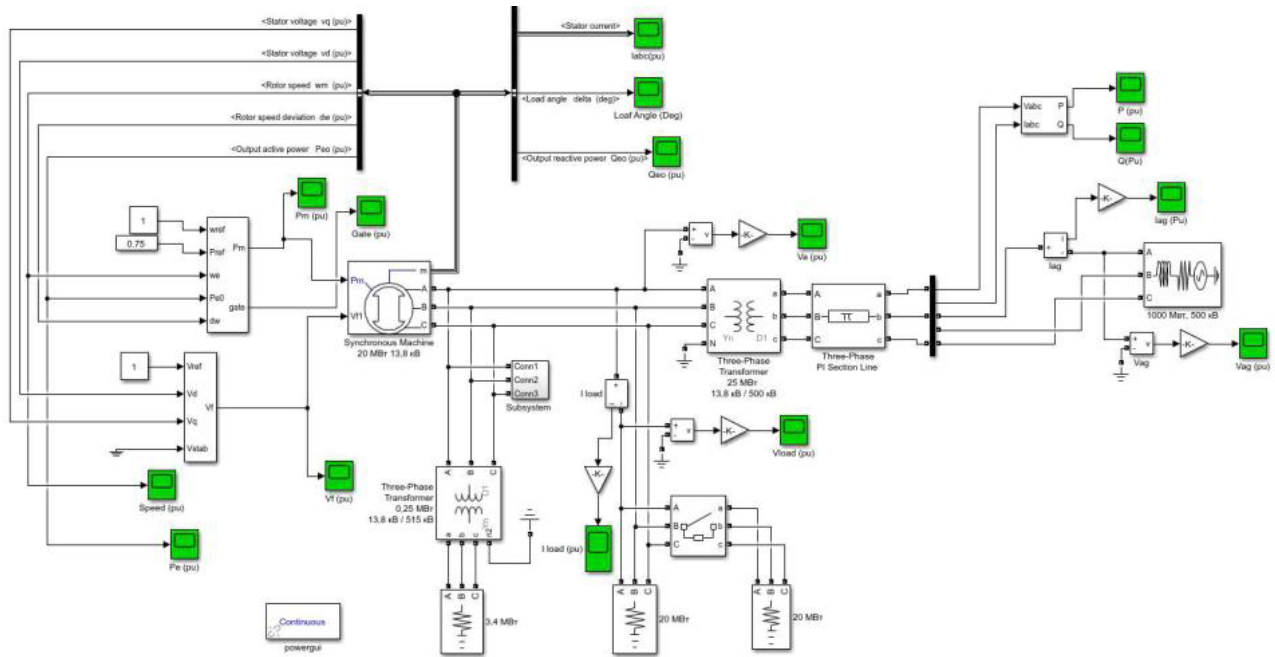 <Stator voltage vq (pu)>
<Stator voltage vd (pu)>
<Rotor speed wm (pu)>
<Rotor speed deviation dw (pu)>
<Output active power Peo (pu)>
<Stator current>
Iabc(pu)
<Load angle delta (deg)>
Loaf Angle (Deg)
<Output reactive power Qeo (pu)>
Qeo (pu)
Vabc
Iabc
P
Q
P (pu)
Q(Pu)
Pm (pu)
Gate (pu)
1
0,75
wref
Pref
we
Pe0
dw
Pm
gate
Pm
Vf1
m
A
B
C
Synchronous Machine
20 МВт 13,8 кВ
1
Vref
Vd
Vq
Vstab
Vf
Vf (pu)
Speed (pu)
Pe (pu)
Continuous
powergui
Conn1
Conn2
Conn3
Subsystem
Three-Phase
Transformer
0,25 МВт
13,8 кВ / 515 кВ
A
B
C
D1
Yn
a
b
c
n2
A
B
C
3,4 МВт
+
-
v
-K-
Va (pu)
A
B
C
N
a
b
c
Yn
D1
Three-Phase
Transformer
25 МВт
13,8 кВ / 500 кВ
A
B
C
a
b
c
ΠΙ
Three-Phase
PI Section Line
I load
+
-
-K-
I load (pu)
+
-
v
-K-
Vload (pu)
A
B
C
a
b
c
A
B
C
20 МВт
A
B
C
20 МВт
+
-
i
Iag
-K-
Iag (Pu)
A
B
C
1000 Мвт, 500 кВ
+
-
v
Vag
-K-
Vag (pu)